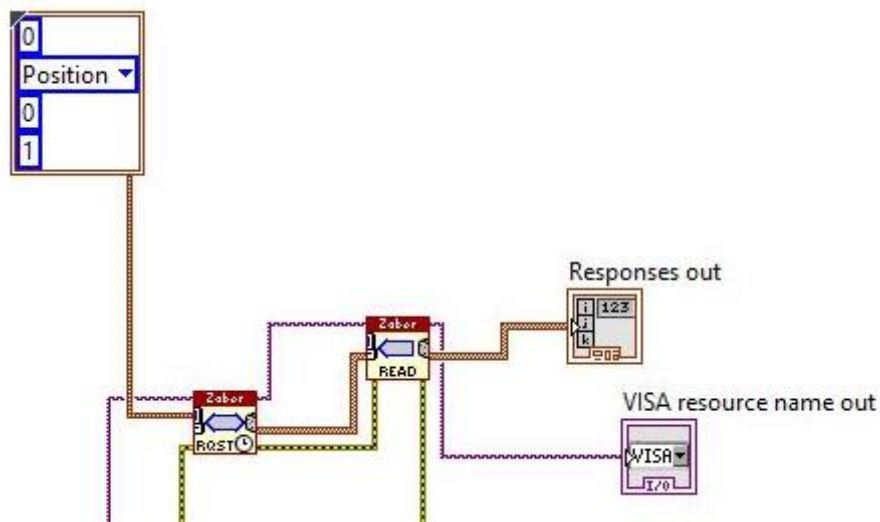 0
Position
0
1
Responses out
i
123
j
k
Zaber
READ
VISA resource name out
Zaber
RQST
VISA
I/O